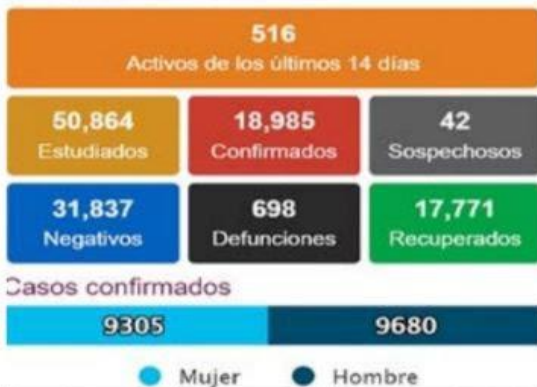 516
Activos de los últimos 14 días
50,864
Estudiados
18,985
Confirmados
42
Sospechosos
31,837
Negativos
698
Defunciones
17,771
Recuperados
Casos confirmados
9305
9680
Mujer
Hombre